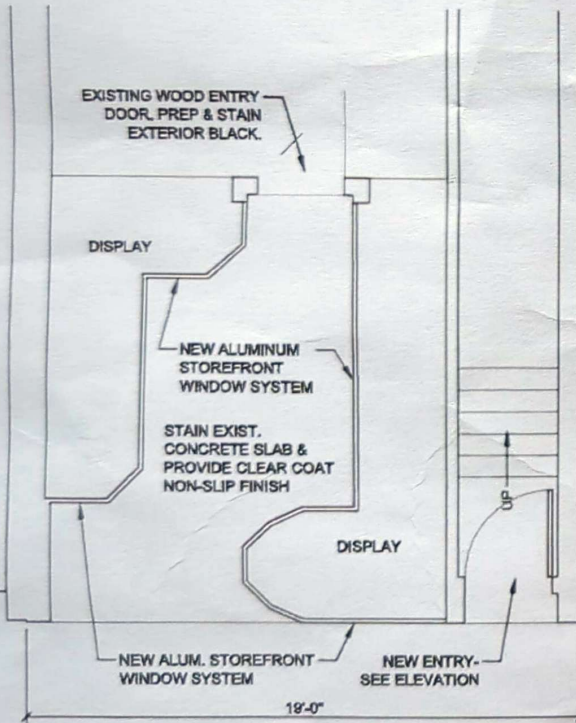 EXISTING WOOD ENTRY
DOOR, PREP & STAIN
EXTERIOR BLACK.
DISPLAY
NEW ALUMINUM
STOREFRONT
WINDOW SYSTEM
STAIN EXIST.
CONCRETE SLAB &
PROVIDE CLEAR COAT
NON-SLIP FINISH
UP
DISPLAY
NEW ALUM. STOREFRONT
WINDOW SYSTEM
NEW ENTRY-
SEE ELEVATION
19'-0"